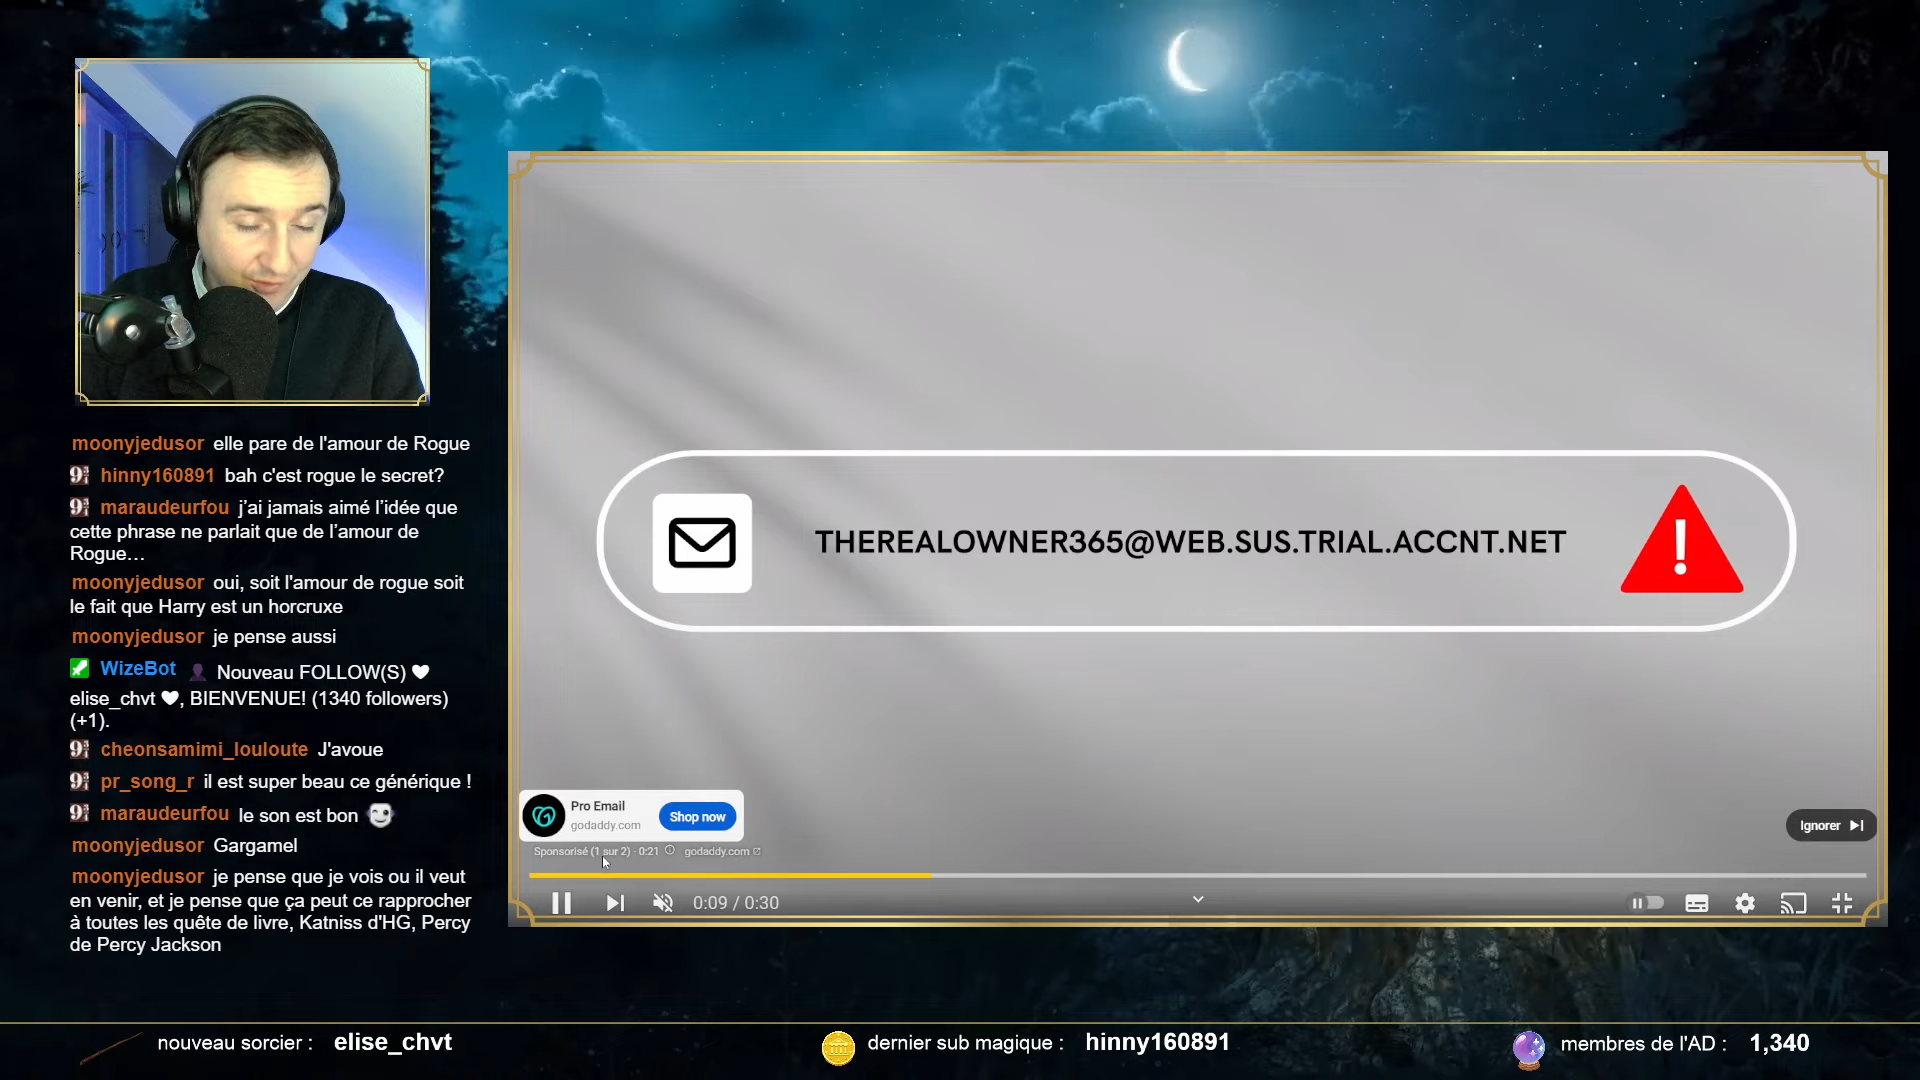 moonyjedusor elle pare de l'amour de Rogue
hinny160891 bah c'est rogue le secret?
maraudeurfou j'ai jamais aimé l'idée que
cette phrase ne parlait que de l'amour de
Rogue…
moonyjedusor oui, soit l'amour de rogue soit
le fait que Harry est un horcruxe
moonyjedusor je pense aussi
WizeBot Nouveau FOLLOW(S)
elise_chvt , BIENVENUE! (1340 followers)
(+1).
cheonsamimi_louloute J'avoue
pr_song_r il est super beau ce générique !
maraudeurfou le son est bon
moonyjedusor Gargamel
moonyjedusor je pense que je vois ou il veut
en venir, et je pense que ça peut ce rapprocher
à toutes les quête de livre, Katniss d'HG, Percy
de Percy Jackson
THEREALOWNER365@WEB.SUS.TRIAL.ACCNT.NET
Pro Email
godaddy.com
Shop now
Ignorer
Sponsorisé (1 sur 2) · 0:21 godaddy.com
0:09 / 0:30
nouveau sorcier : elise_chvt
dernier sub magique : hinny160891
membres de l'AD : 1,340